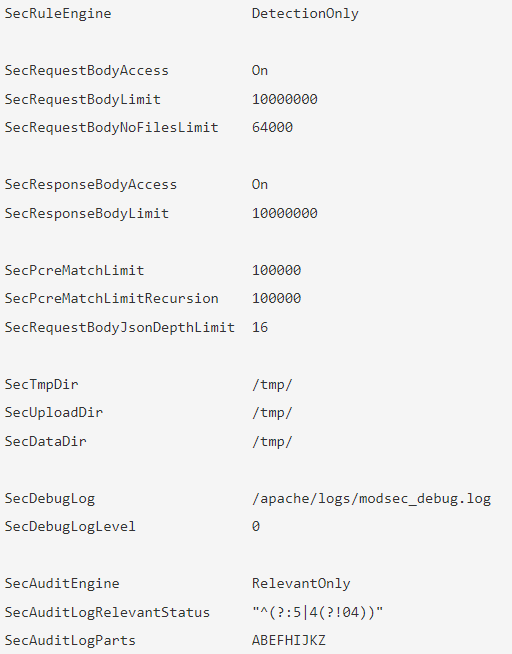 SecRuleEngine DetectionOnly
SecRequestBodyAccess On
SecRequestBodyLimit 10000000
SecRequestBodyNoFilesLimit 64000
SecResponseBodyAccess On
SecResponseBodyLimit 10000000
SecPcreMatchLimit 100000
SecPcreMatchLimitRecursion 100000
SecRequestBodyJsonDepthLimit 16
SecTmpDir /tmp/
SecUploadDir /tmp/
SecDataDir /tmp/
SecDebugLog /apache/logs/modsec_debug.log
SecDebugLogLevel 0
SecAuditEngine RelevantOnly
SecAuditLogRelevantStatus "^(?:5|4(?!04))"
SecAuditLogParts ABEFHIJKZ